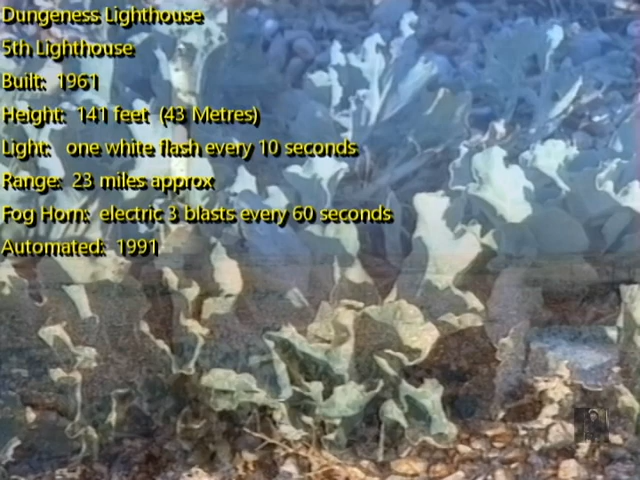 Dungeness Lighthouse
5th Lighthouse
Built:  1961
Height:  141 feet  (43 Metres)
Light:   one white flash every 10 seconds
Range:  23 miles approx
Fog Horn:  electric 3 blasts every 60 seconds
Automated:  1991